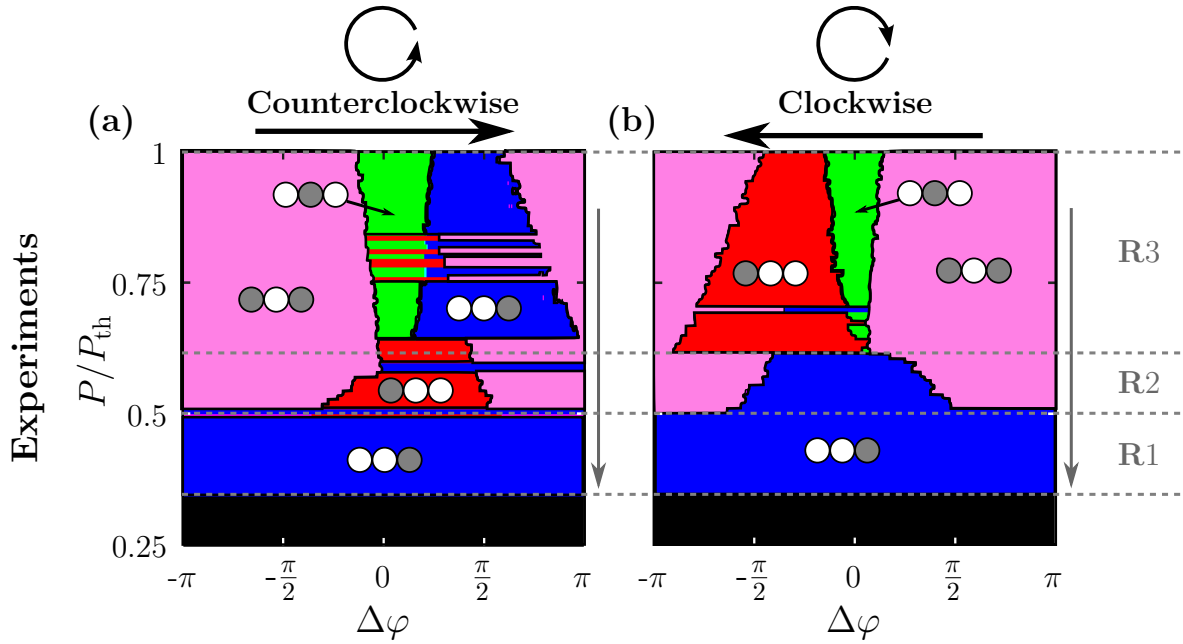 Counterclockwise
Clockwise
(a)
(b)
Experiments
P/P_th
1
0.75
0.5
0.25
R3
R2
R1
-π
-π/2
0
π/2
π
-π
-π/2
0
π/2
π
Δφ
Δφ